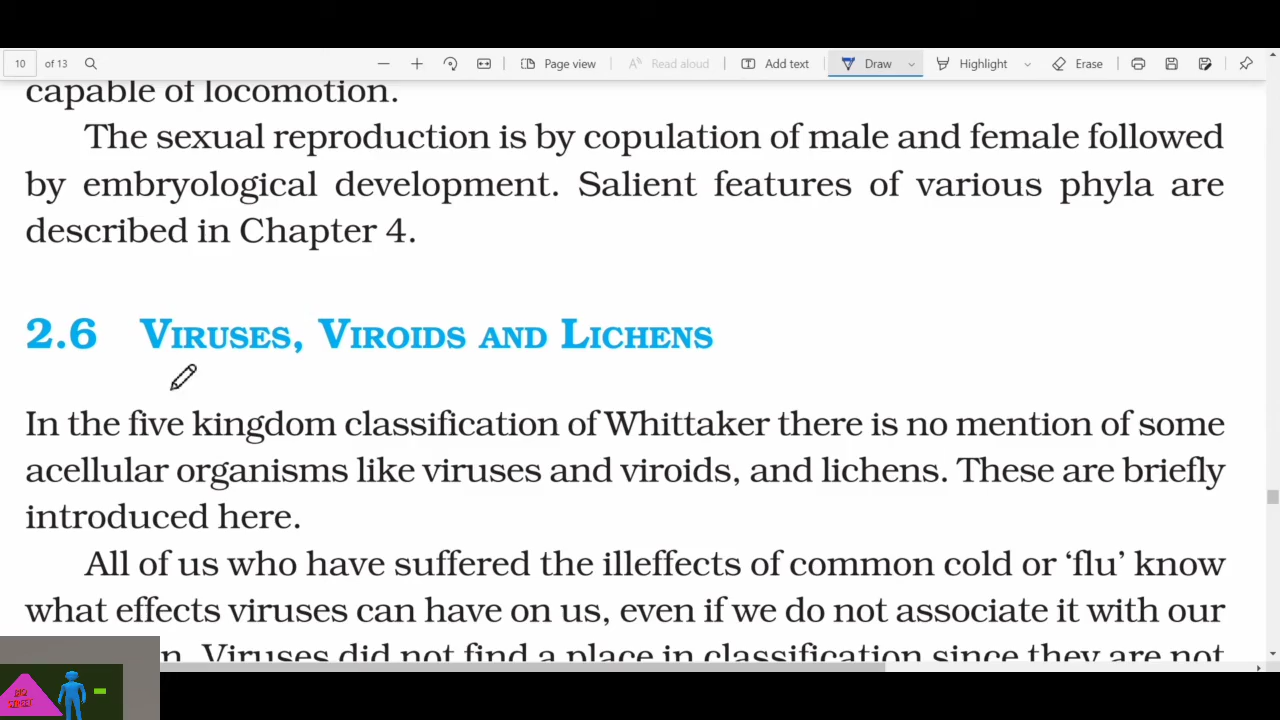 10 of 13 Page view Read aloud Add text Draw Highlight Erase
capable of locomotion.
The sexual reproduction is by copulation of male and female followed
by embryological development. Salient features of various phyla are
described in Chapter 4.
2.6 VIRUSES, VIROIDS AND LICHENS
In the five kingdom classification of Whittaker there is no mention of some
acellular organisms like viruses and viroids, and lichens. These are briefly
introduced here.
All of us who have suffered the illeffects of common cold or ‘flu’ know
what effects viruses can have on us, even if we do not associate it with our
n. Viruses did not find a place in classification since they are not